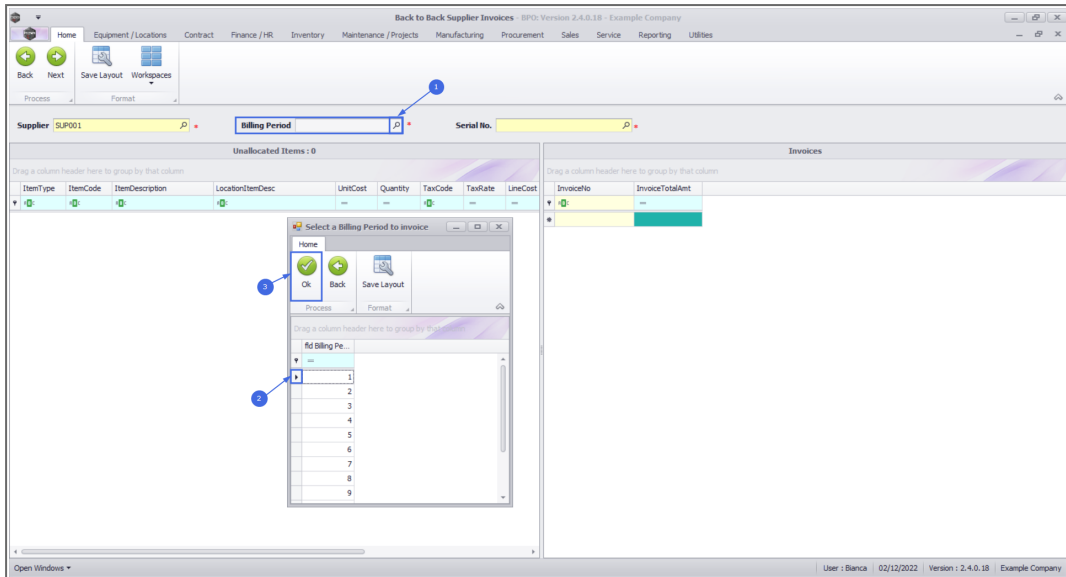 Back to Back Supplier Invoices - BPO: Version 2.4.0.18 - Example Company
Home Equipment / Locations Contract Finance / HR Inventory Maintenance / Projects Manufacturing Procurement Sales Service Reporting Utilities
Back Next Save Layout Workspaces
Process Format
1
Supplier SUP001 * Billing Period * Serial No. *
Unallocated Items : 0 Invoices
Drag a column header here to group by that column Drag a column header here to group by that column
ItemType ItemCode ItemDescription LocationItemDesc UnitCost Quantity TaxCode TaxRate LineCost InvoiceNo InvoiceTotalAmt
Select a Billing Period to invoice
Home
3
Ok Back Save Layout
Process Format
Drag a column header here to group by that column
fld Billing Pe...
=
1
2
2
3
4
5
6
7
8
9
Open Windows User : Bianca 02/12/2022 Version : 2.4.0.18 Example Company